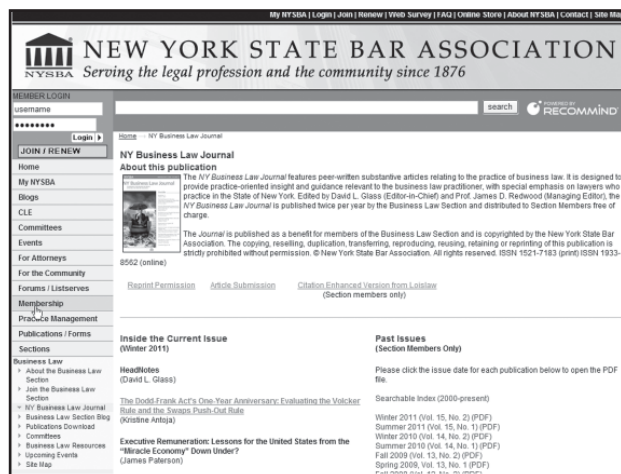 My NYSBA | Login | Join | Renew | Web Survey | FAQ | Online Store | About NYSBA | Contact | Site Ma
NYSBA
NEW YORK STATE BAR ASSOCIATION
Serving the legal profession and the community since 1876
MEMBER LOGIN
username
••••••••
Login
JOIN / RENEW
Home
My NYSBA
Blogs
CLE
Committees
Events
For Attorneys
For the Community
Forums / Listserves
Membership
Practice Management
Publications / Forms
Sections
Business Law
About the Business Law
Section
Join the Business Law
Section
NY Business Law Journal
Business Law Section Blog
Publications Download
Committees
Business Law Resources
Upcoming Events
Site Map
search
POWERED BY
RECOMMIND
Home → NY Business Law Journal
NY Business Law Journal
About this publication
The NY Business Law Journal features peer-written substantive articles relating to the practice of business law. It is designed to
provide practice-oriented insight and guidance relevant to the business law practitioner, with special emphasis on lawyers who
practice in the State of New York. Edited by David L. Glass (Editor-in-Chief) and Prof. James D. Redwood (Managing Editor), the
NY Business Law Journal is published twice per year by the Business Law Section and distributed to Section Members free of
charge.
The Journal is published as a benefit for members of the Business Law Section and is copyrighted by the New York State Bar
Association. The copying, reselling, duplication, transferring, reproducing, reusing, retaining or reprinting of this publication is
strictly prohibited without permission. © New York State Bar Association. All rights reserved. ISSN 1521-7183 (print) ISSN 1933-
8562 (online)
Reprint Permission Article Submission Citation Enhanced Version from Loislaw
(Section members only)
Inside the Current Issue
(Winter 2011)
HeadNotes
(David L. Glass)
The Dodd-Frank Act's One-Year Anniversary: Evaluating the Volcker
Rule and the Swaps Push-Out Rule
(Kristine Antoja)
Executive Remuneration: Lessons for the United States from the
"Miracle Economy" Down Under?
(James Paterson)
Past Issues
(Section Members Only)
Please click the issue date for each publication below to open the PDF
file.
Searchable Index (2000-present)
Winter 2011 (Vol. 15, No. 2) (PDF)
Summer 2011 (Vol. 15, No. 1) (PDF)
Winter 2010 (Vol. 14, No. 2) (PDF)
Summer 2010 (Vol. 14, No. 1) (PDF)
Fall 2009 (Vol. 13, No. 2) (PDF)
Spring 2009, Vol. 13, No. 1 (PDF)